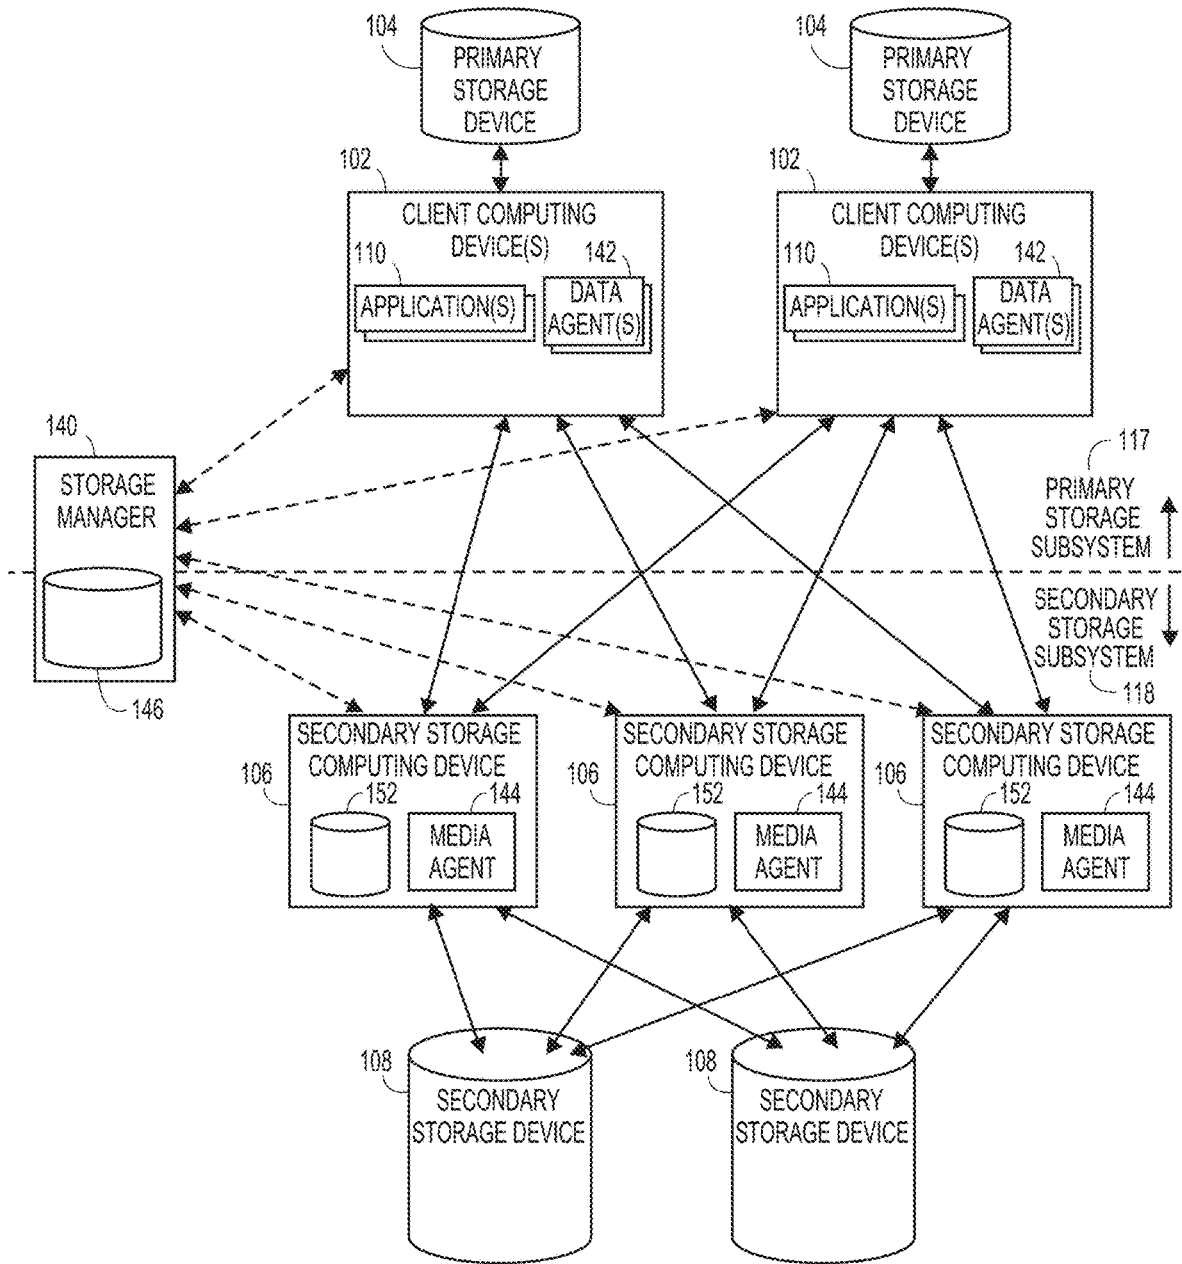 104
PRIMARY
STORAGE
DEVICE
104
PRIMARY
STORAGE
DEVICE
102
CLIENT COMPUTING
DEVICE(S)
110
APPLICATION(S)
142
DATA
AGENT(S)
102
CLIENT COMPUTING
DEVICE(S)
110
APPLICATION(S)
142
DATA
AGENT(S)
140
STORAGE
MANAGER
146
117
PRIMARY
STORAGE
SUBSYSTEM
SECONDARY
STORAGE
SUBSYSTEM
118
SECONDARY STORAGE
COMPUTING DEVICE
106
152
144
MEDIA
AGENT
SECONDARY STORAGE
COMPUTING DEVICE
106
152
144
MEDIA
AGENT
SECONDARY STORAGE
COMPUTING DEVICE
106
152
144
MEDIA
AGENT
108
SECONDARY
STORAGE DEVICE
108
SECONDARY
STORAGE DEVICE